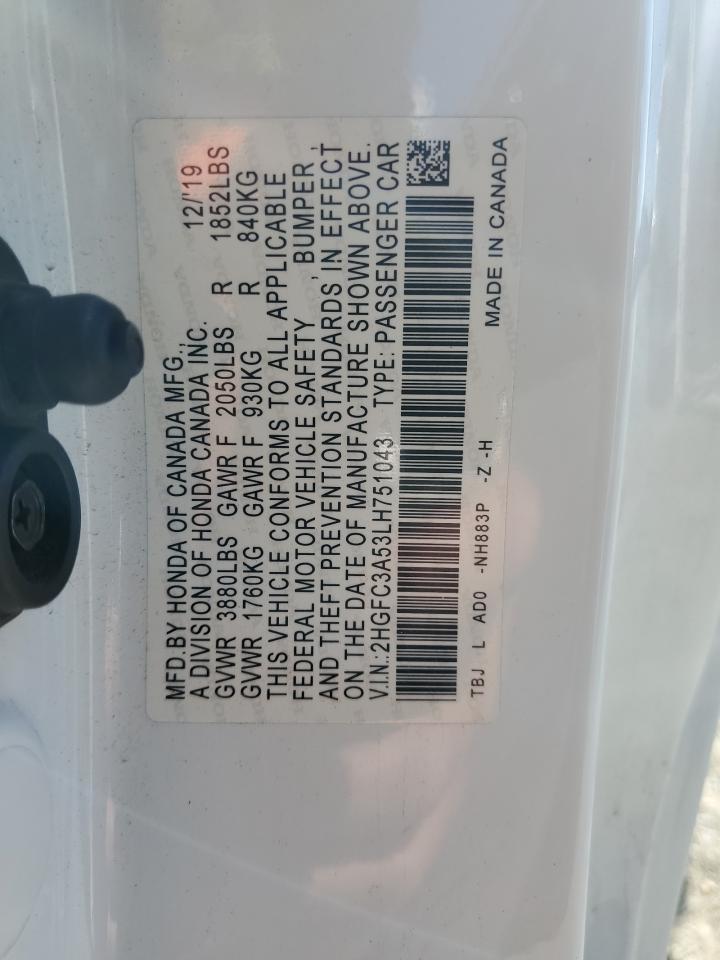 MFD.BY HONDA OF CANADA MFG., 12/'19
A DIVISION OF HONDA CANADA INC.
GVWR 3880LBS GAWR F 2050LBS R 1852LBS
GVWR 1760KG GAWR F 930KG R 840KG
THIS VEHICLE CONFORMS TO ALL APPLICABLE
FEDERAL MOTOR VEHICLE SAFETY , BUMPER ,
AND THEFT PREVENTION STANDARDS IN EFFECT
ON THE DATE OF MANUFACTURE SHOWN ABOVE.
V.I.N.:2HGFC3A53LH751043 TYPE: PASSENGER CAR
TBJ L AD0 -NH883P -Z -H
MADE IN CANADA